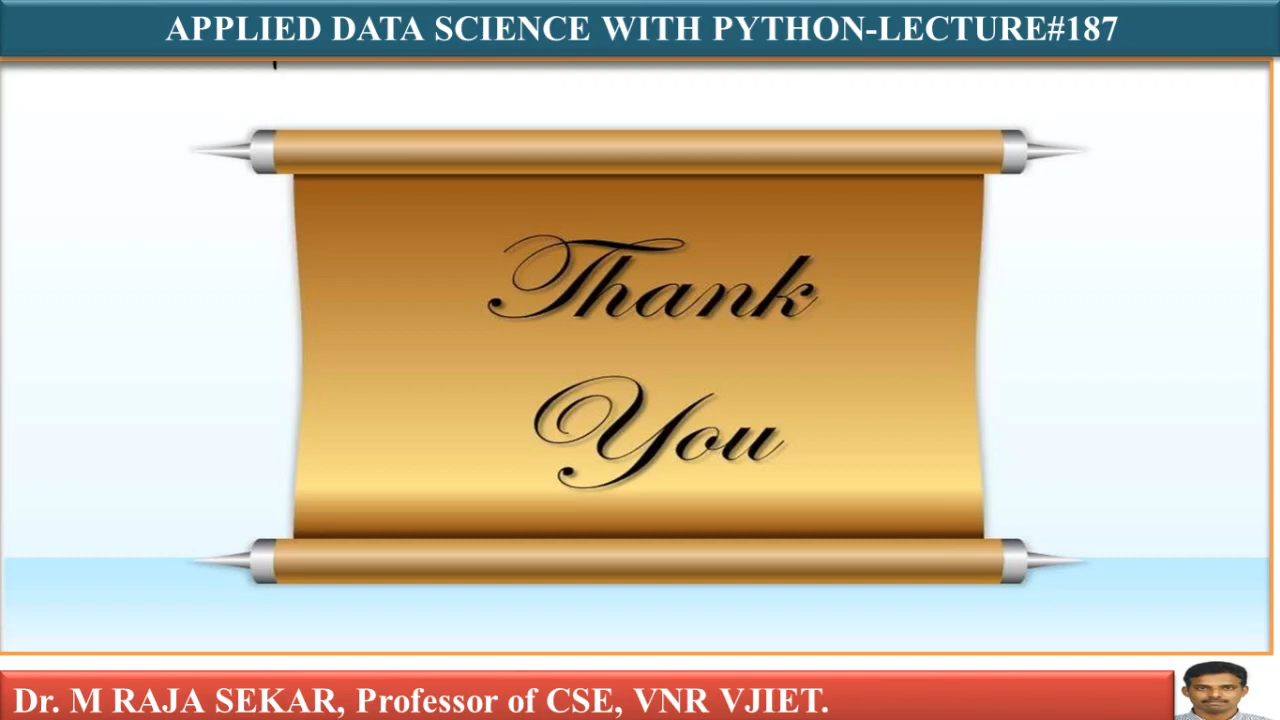 APPLIED DATA SCIENCE WITH PYTHON-LECTURE#187
Thank
You
Dr. M RAJA SEKAR, Professor of CSE, VNR VJIET.